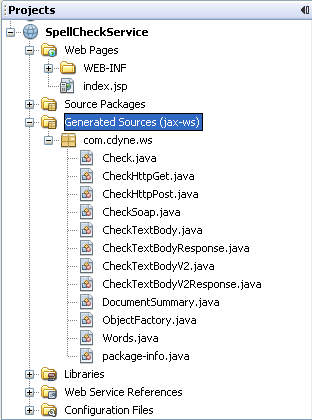 Projects
SpellCheckService
Web Pages
WEB-INF
index.jsp
Source Packages
Generated Sources (jax-ws)
com.cdyne.ws
Check.java
CheckHttpGet.java
CheckHttpPost.java
CheckSoap.java
CheckTextBody.java
CheckTextBodyResponse.java
CheckTextBodyV2.java
CheckTextBodyV2Response.java
DocumentSummary.java
ObjectFactory.java
Words.java
package-info.java
Libraries
Web Service References
Configuration Files